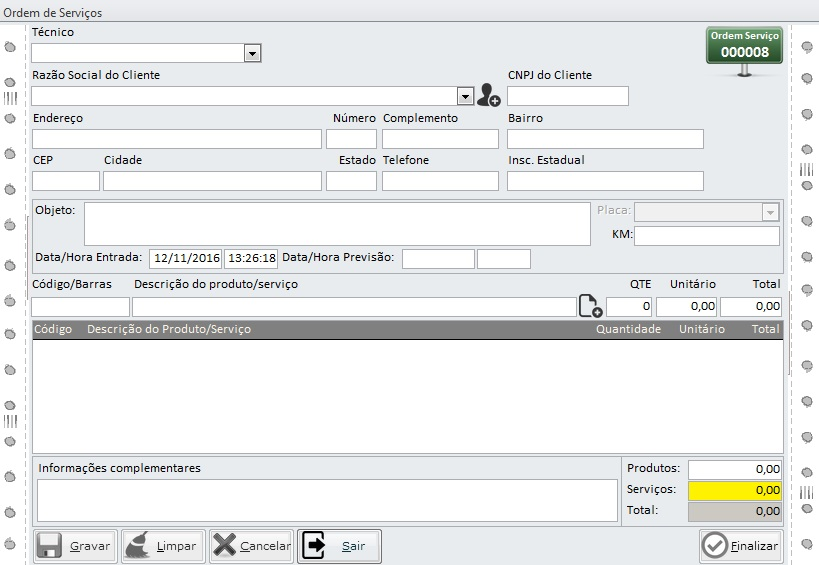 Ordem de Serviços
Técnico
Ordem Serviço
000008
Razão Social do Cliente CNPJ do Cliente
Endereço Número Complemento Bairro
CEP Cidade Estado Telefone Insc. Estadual
Objeto: Placa:
KM:
Data/Hora Entrada: 12/11/2016 13:26:18 Data/Hora Previsão:
Código/Barras Descrição do produto/serviço QTE Unitário Total
0 0,00 0,00
Código Descrição do Produto/Serviço Quantidade Unitário Total
Informações complementares Produtos: 0,00
Serviços: 0,00
Total: 0,00
Gravar Limpar Cancelar Sair Finalizar